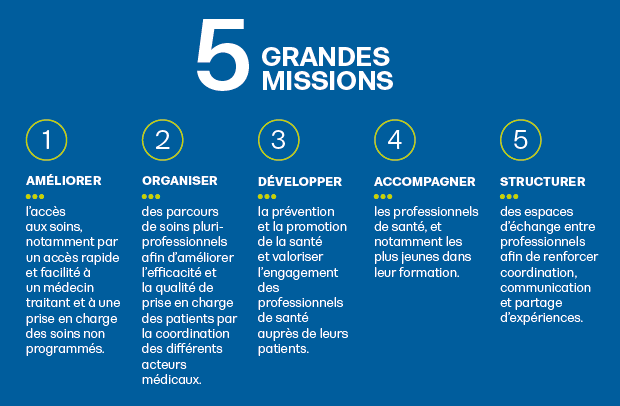 5 GRANDES
MISSIONS
1
AMÉLIORER
l'accès
aux soins,
notamment par
un accès rapide
et facilité à
un médecin
traitant et à une
prise en charge
des soins non
programmés.
2
ORGANISER
des parcours
de soins pluri-
professionnels
afin d'améliorer
l'efficacité et
la qualité de
prise en charge
des patients par
la coordination
des différents
acteurs
médicaux.
3
DÉVELOPPER
la prévention
et la promotion
de la santé
et valoriser
l'engagement
des
professionnels
de santé
auprès de leurs
patients.
4
ACCOMPAGNER
les professionnels
de santé, et
notamment les
plus jeunes dans
leur formation.
5
STRUCTURER
des espaces
d'échange entre
professionnels
afin de renforcer
coordination,
communication
et partage
d'expériences.